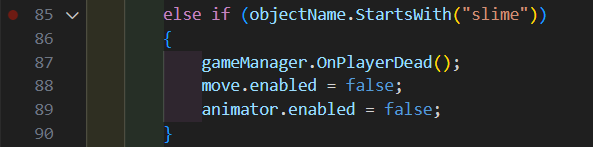 85 else if (objectName.StartsWith("slime"))
86 {
87 gameManager.OnPlayerDead();
88 move.enabled = false;
89 animator.enabled = false;
90 }